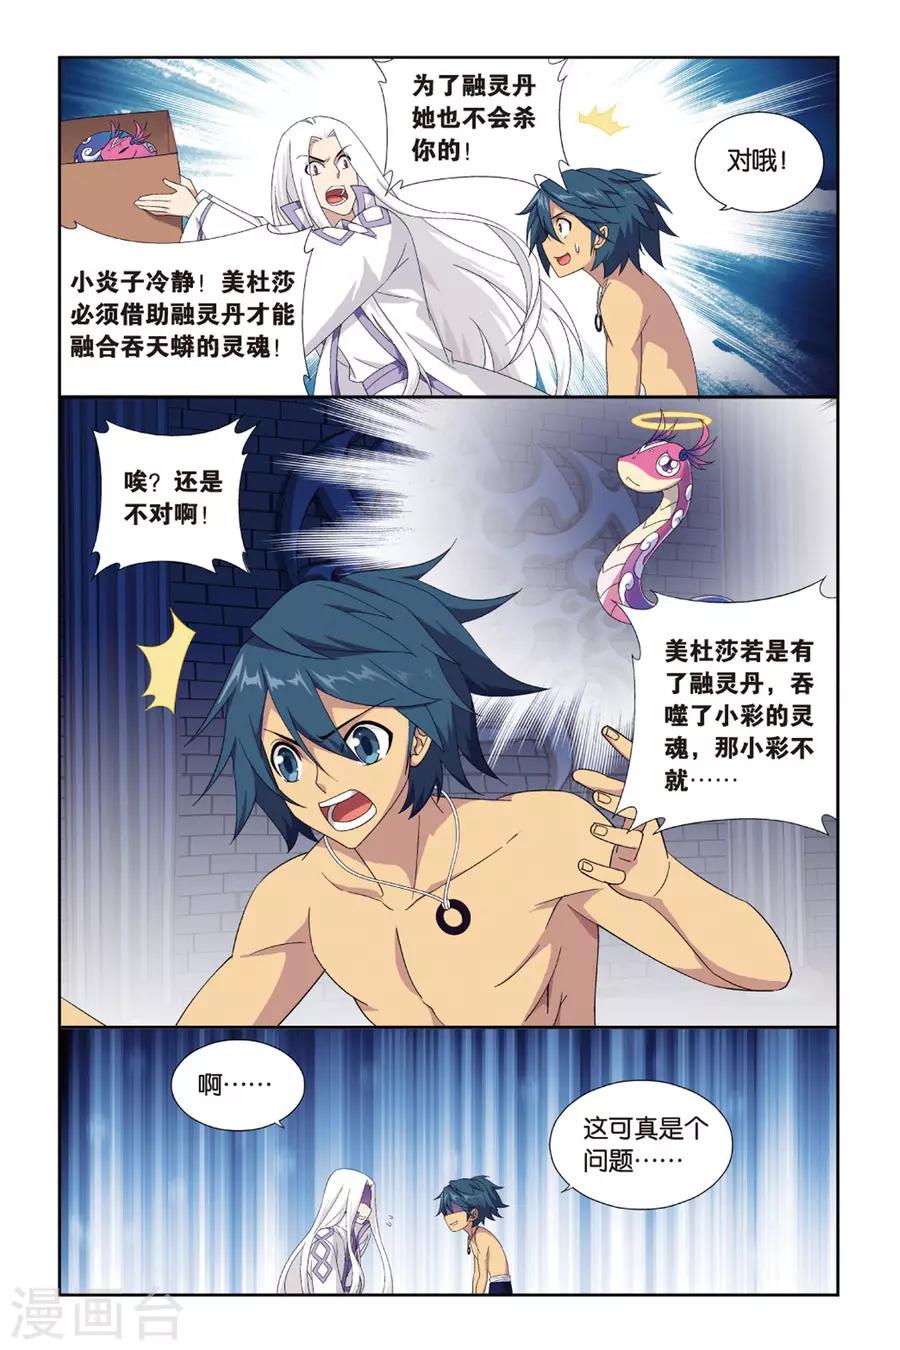 小炎子冷静！美杜莎
必须借助融灵丹才能
融合吞天蟒的灵魂！
为了融灵丹
她也不会杀
你的！
对哦！
唉？还是
不对啊！
美杜莎若是有
了融灵丹，吞
噬了小彩的灵
魂，那小彩不
就……
啊……
这可真是个
问题……
漫画台